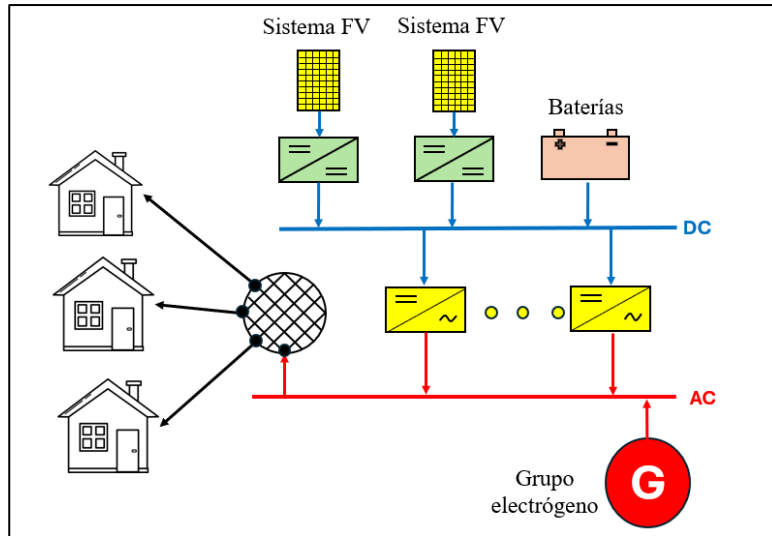 Sistema FV
Sistema FV
Baterías
DC
AC
G
Grupo
electrógeno